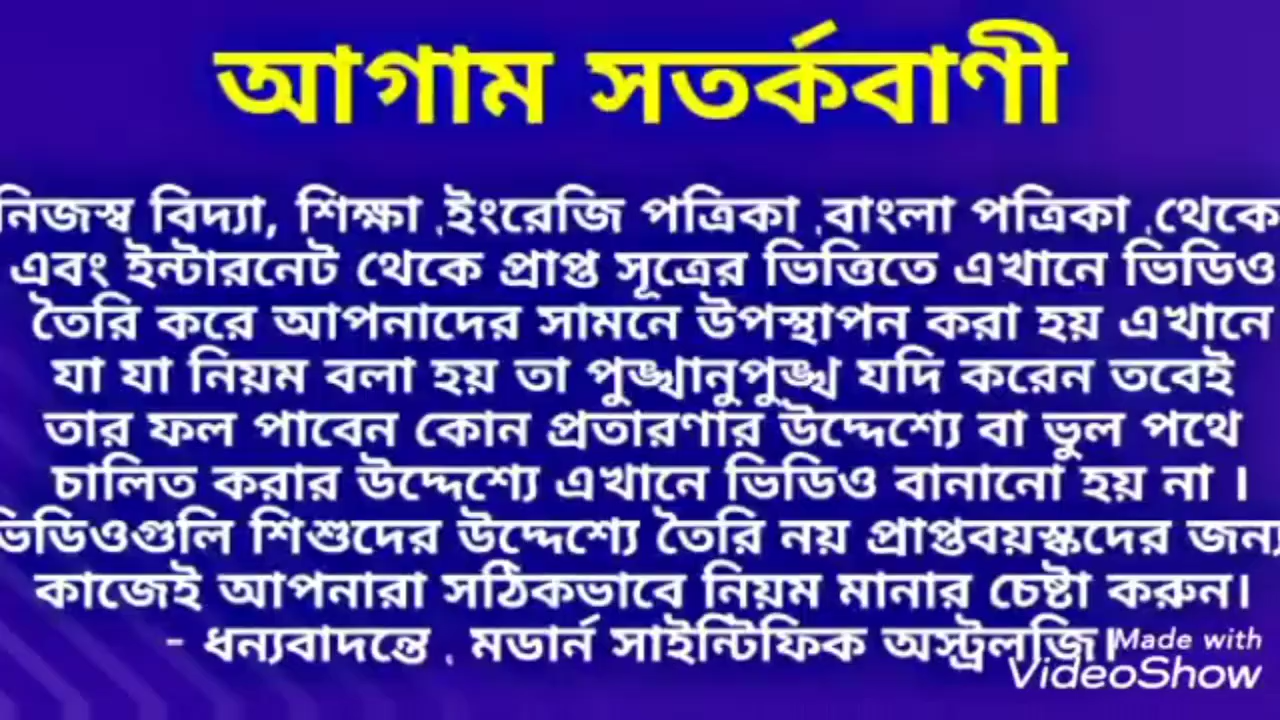 আগাম সতর্কবাণী
নিজস্ব বিদ্যা, শিক্ষা ,ইংরেজি পত্রিকা ,বাংলা পত্রিকা ,থেকে
এবং ইন্টারনেট থেকে প্রাপ্ত সূত্রের ভিত্তিতে এখানে ভিডিও
তৈরি করে আপনাদের সামনে উপস্থাপন করা হয় এখানে
যা যা নিয়ম বলা হয় তা পুঙ্খানুপুঙ্খ যদি করেন তবেই
তার ফল পাবেন কোন প্রতারণার উদ্দেশ্যে বা ভুল পথে
চালিত করার উদ্দেশ্যে এখানে ভিডিও বানানো হয় না ।
ভিডিওগুলি শিশুদের উদ্দেশ্যে তৈরি নয় প্রাপ্তবয়স্কদের জন্য
কাজেই আপনারা সঠিকভাবে নিয়ম মানার চেষ্টা করুন।
- ধন্যবাদন্তে , মডার্ন সাইন্টিফিক অস্ট্রলজি।
Made with
VideoShow